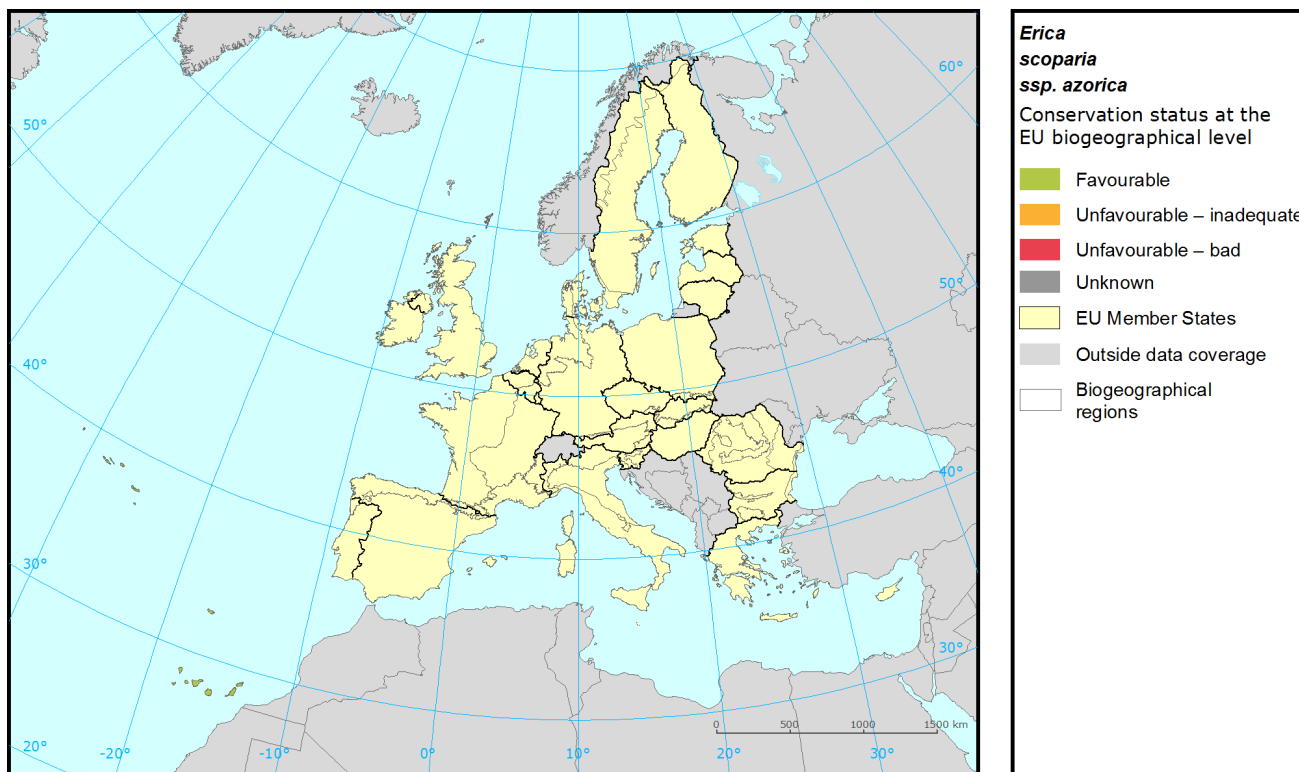 60°
50°
50°
40°
40°
30°
30°
20°
-20°
-10°
0°
10°
20°
30°
0
500
1000
1500 km
Erica
scoparia
ssp. azorica
Conservation status at the
EU biogeographical level
Favourable
Unfavourable – inadequate
Unfavourable – bad
Unknown
EU Member States
Outside data coverage
Biogeographical
regions